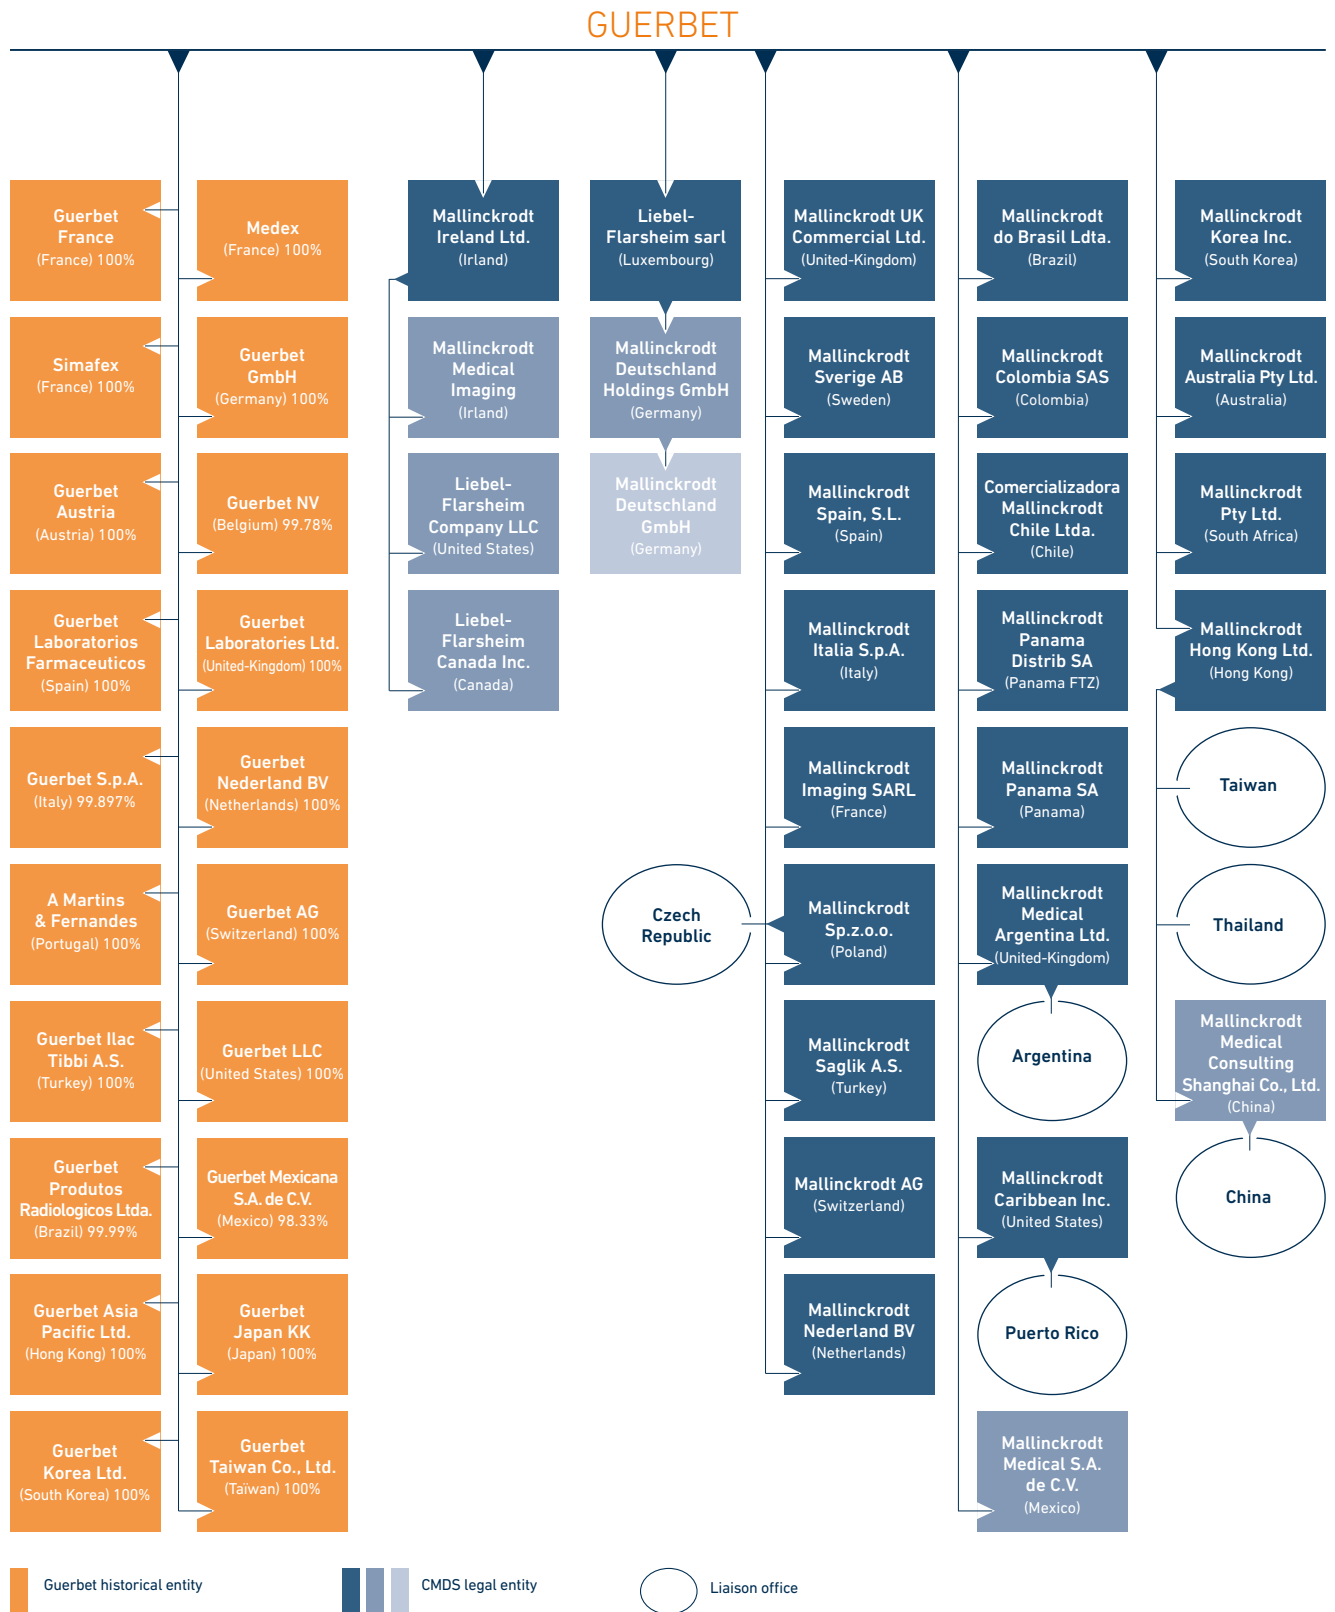 GUERBET
Guerbet
France
(France) 100%
Medex
(France) 100%
Simafex
(France) 100%
Guerbet
GmbH
(Germany) 100%
Guerbet
Austria
(Austria) 100%
Guerbet NV
(Belgium) 99.78%
Guerbet
Laboratorios
Farmaceuticos
(Spain) 100%
Guerbet
Laboratories Ltd.
(United-Kingdom) 100%
Guerbet S.p.A.
(Italy) 99.897%
Guerbet
Nederland BV
(Netherlands) 100%
A Martins
& Fernandes
(Portugal) 100%
Guerbet AG
(Switzerland) 100%
Guerbet Ilac
Tibbi A.S.
(Turkey) 100%
Guerbet LLC
(United States) 100%
Guerbet
Produtos
Radiologicos Ltda.
(Brazil) 99.99%
Guerbet Mexicana
S.A. de C.V.
(Mexico) 98.33%
Guerbet Asia
Pacific Ltd.
(Hong Kong) 100%
Guerbet
Japan KK
(Japan) 100%
Guerbet
Korea Ltd.
(South Korea) 100%
Guerbet
Taiwan Co., Ltd.
(Taïwan) 100%
Mallinckrodt
Ireland Ltd.
(Irland)
Mallinckrodt
Medical
Imaging
(Irland)
Liebel-
Flarsheim
Company LLC
(United States)
Liebel-
Flarsheim
Canada Inc.
(Canada)
Liebel-
Flarsheim sarl
(Luxembourg)
Mallinckrodt
Deutschland
Holdings GmbH
(Germany)
Mallinckrodt
Deutschland
GmbH
(Germany)
Mallinckrodt UK
Commercial Ltd.
(United-Kingdom)
Mallinckrodt
Sverige AB
(Sweden)
Mallinckrodt
Spain, S.L.
(Spain)
Mallinckrodt
Italia S.p.A.
(Italy)
Mallinckrodt
Imaging SARL
(France)
Czech
Republic
Mallinckrodt
Sp.z.o.o.
(Poland)
Mallinckrodt
Saglik A.S.
(Turkey)
Mallinckrodt AG
(Switzerland)
Mallinckrodt
Nederland BV
(Netherlands)
Mallinckrodt
do Brasil Ldta.
(Brazil)
Mallinckrodt
Colombia SAS
(Colombia)
Comercializadora
Mallinckrodt
Chile Ltda.
(Chile)
Mallinckrodt
Panama
Distrib SA
(Panama FTZ)
Mallinckrodt
Panama SA
(Panama)
Mallinckrodt
Medical
Argentina Ltd.
(United-Kingdom)
Argentina
Mallinckrodt
Caribbean Inc.
(United States)
Puerto Rico
Mallinckrodt
Medical S.A.
de C.V.
(Mexico)
Mallinckrodt
Korea Inc.
(South Korea)
Mallinckrodt
Australia Pty Ltd.
(Australia)
Mallinckrodt
Pty Ltd.
(South Africa)
Mallinckrodt
Hong Kong Ltd.
(Hong Kong)
Taiwan
Thailand
Mallinckrodt
Medical
Consulting
Shanghai Co., Ltd.
(China)
China
Guerbet historical entity
CMDS legal entity
Liaison office